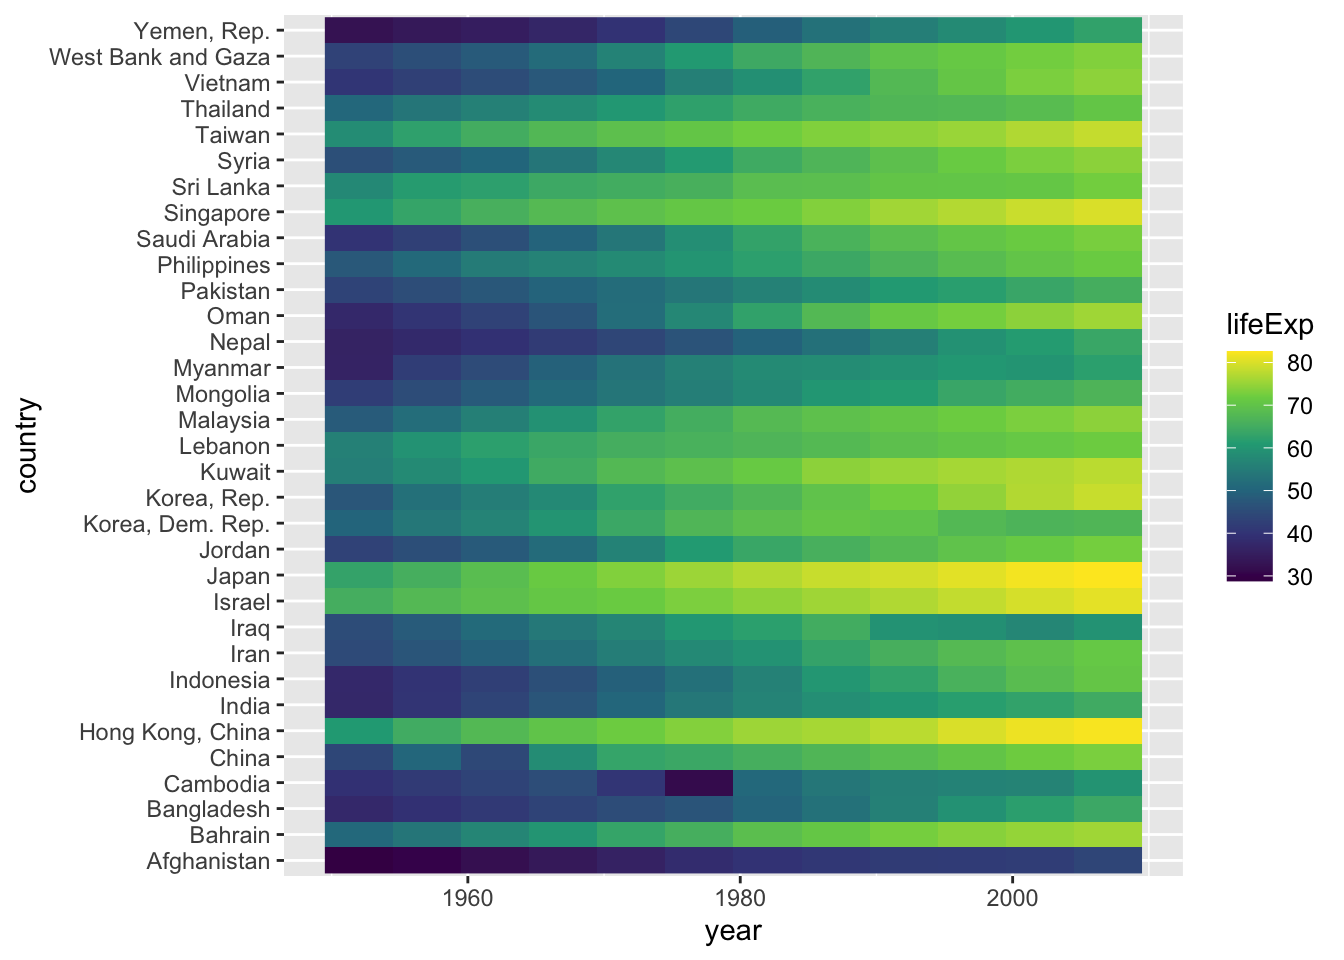 country
Yemen, Rep.
West Bank and Gaza
Vietnam
Thailand
Taiwan
Syria
Sri Lanka
Singapore
Saudi Arabia
Philippines
Pakistan
Oman
Nepal
Myanmar
Mongolia
Malaysia
Lebanon
Kuwait
Korea, Rep.
Korea, Dem. Rep.
Jordan
Japan
Israel
Iraq
Iran
Indonesia
India
Hong Kong, China
China
Cambodia
Bangladesh
Bahrain
Afghanistan
1960 1980 2000
year
lifeExp
80
70
60
50
40
30